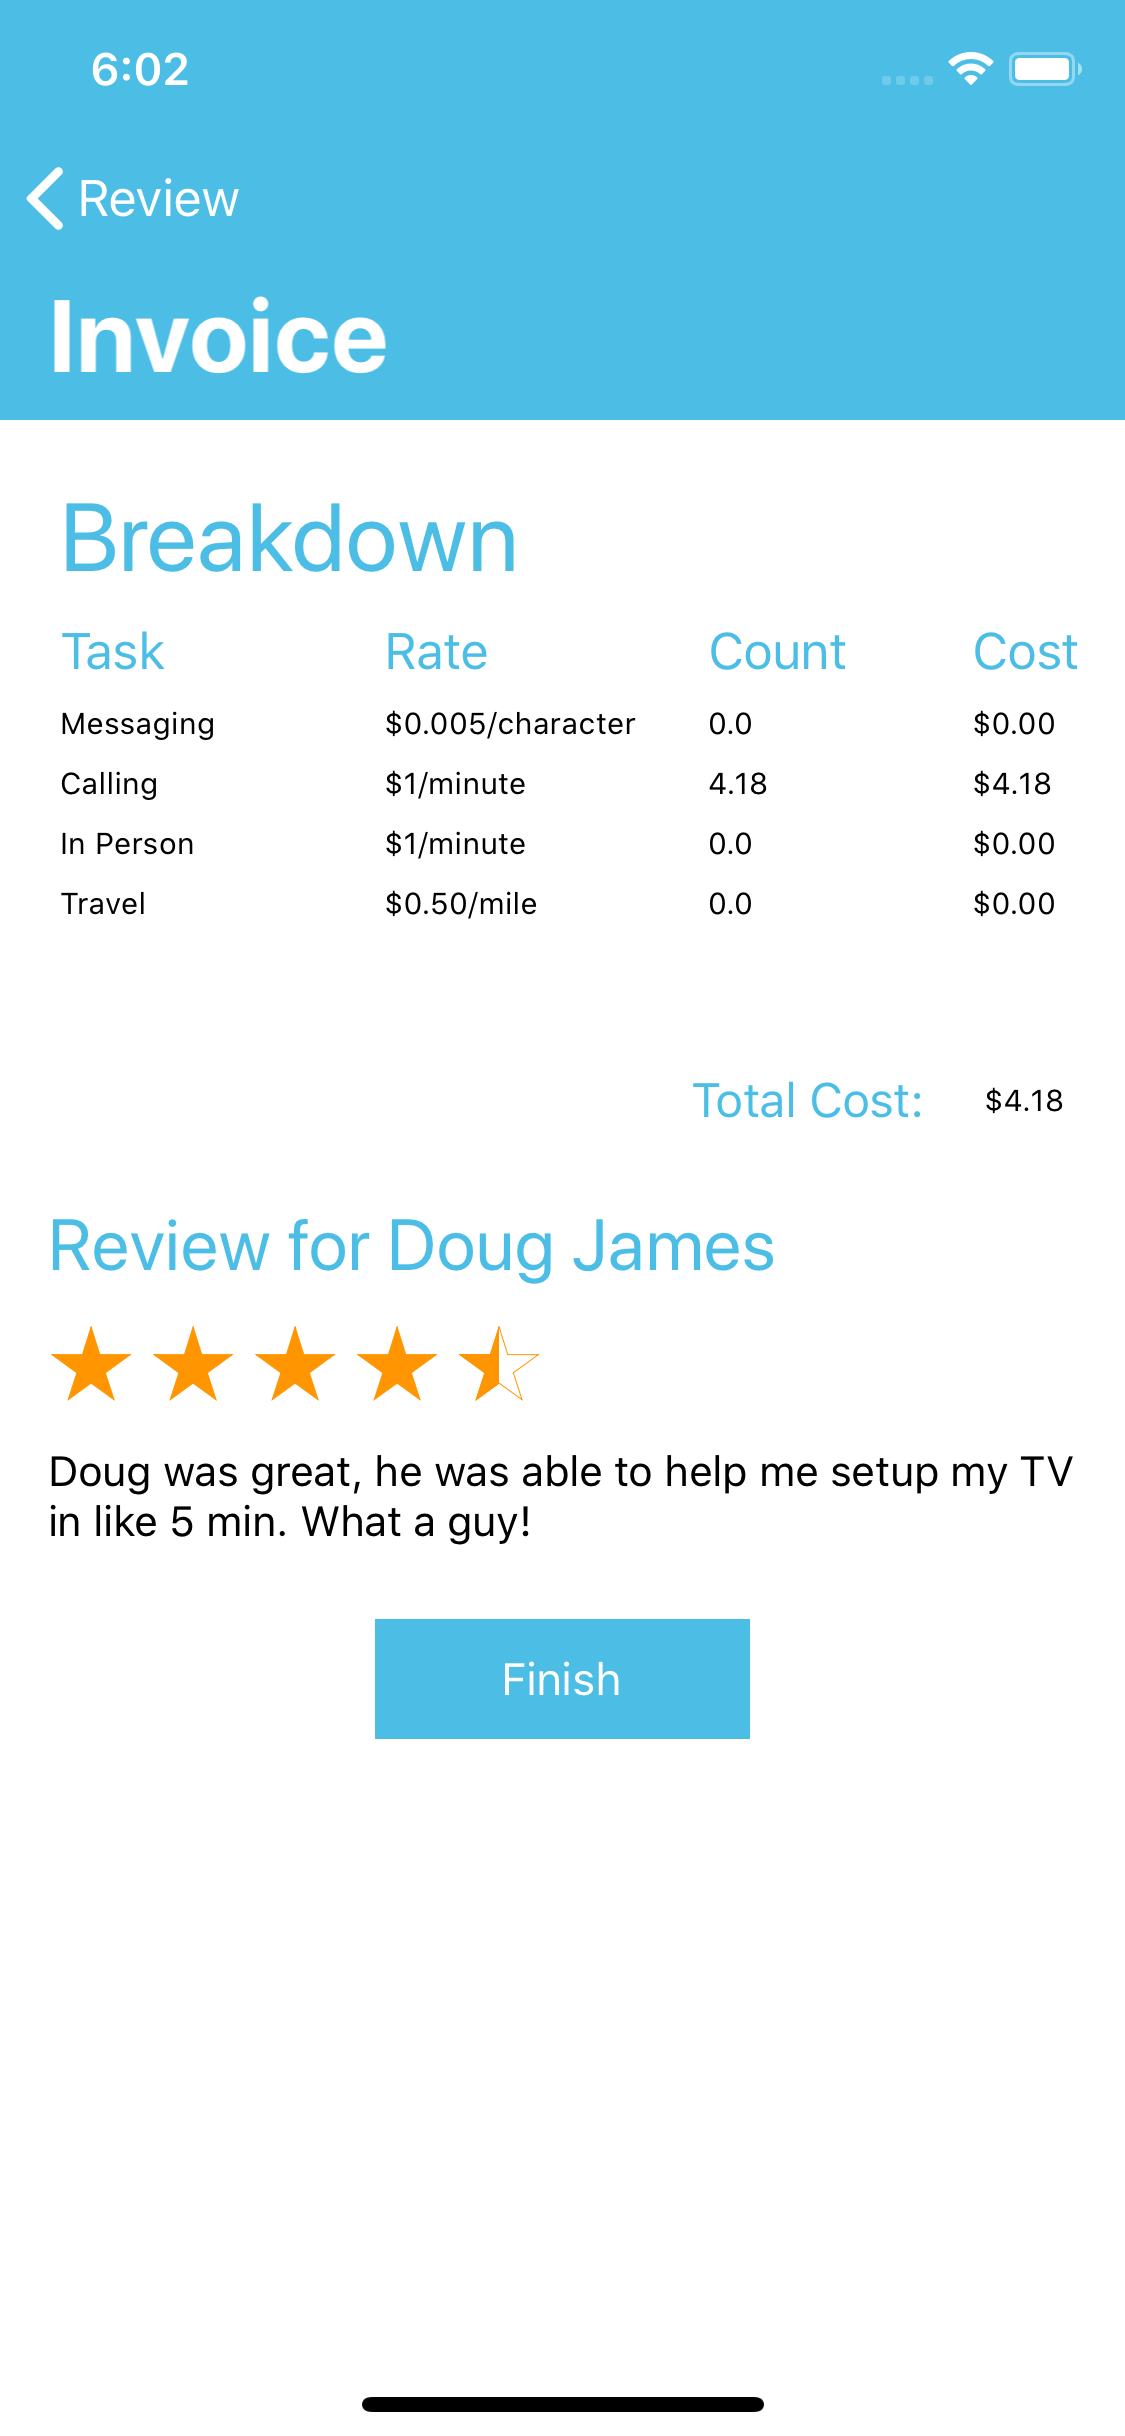 6:02
Review
Invoice
Breakdown
Task Rate Count Cost
Messaging $0.005/character 0.0 $0.00
Calling $1/minute 4.18 $4.18
In Person $1/minute 0.0 $0.00
Travel $0.50/mile 0.0 $0.00
Total Cost: $4.18
Review for Doug James
Doug was great, he was able to help me setup my TV
in like 5 min. What a guy!
Finish